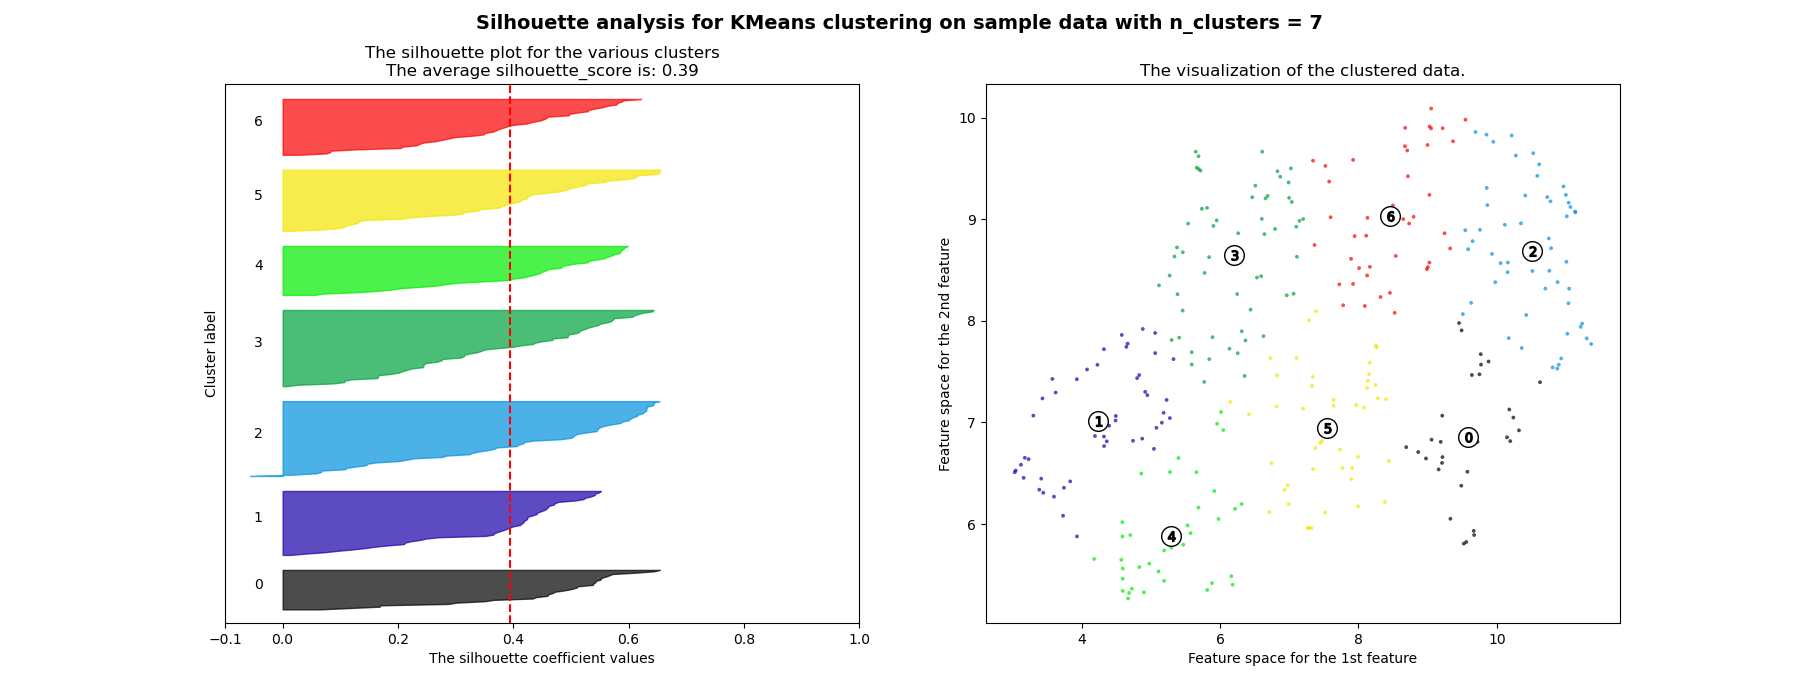 Silhouette analysis for KMeans clustering on sample data with n_clusters = 7
The silhouette plot for the various clusters
The average silhouette_score is: 0.39
Cluster label
6
5
4
3
2
1
0
−0.1 0.0 0.2 0.4 0.6 0.8 1.0
The silhouette coefficient values
The visualization of the clustered data.
Feature space for the 2nd feature
10
9
8
7
6
6
3
2
1
5
0
4
4 6 8 10
Feature space for the 1st feature